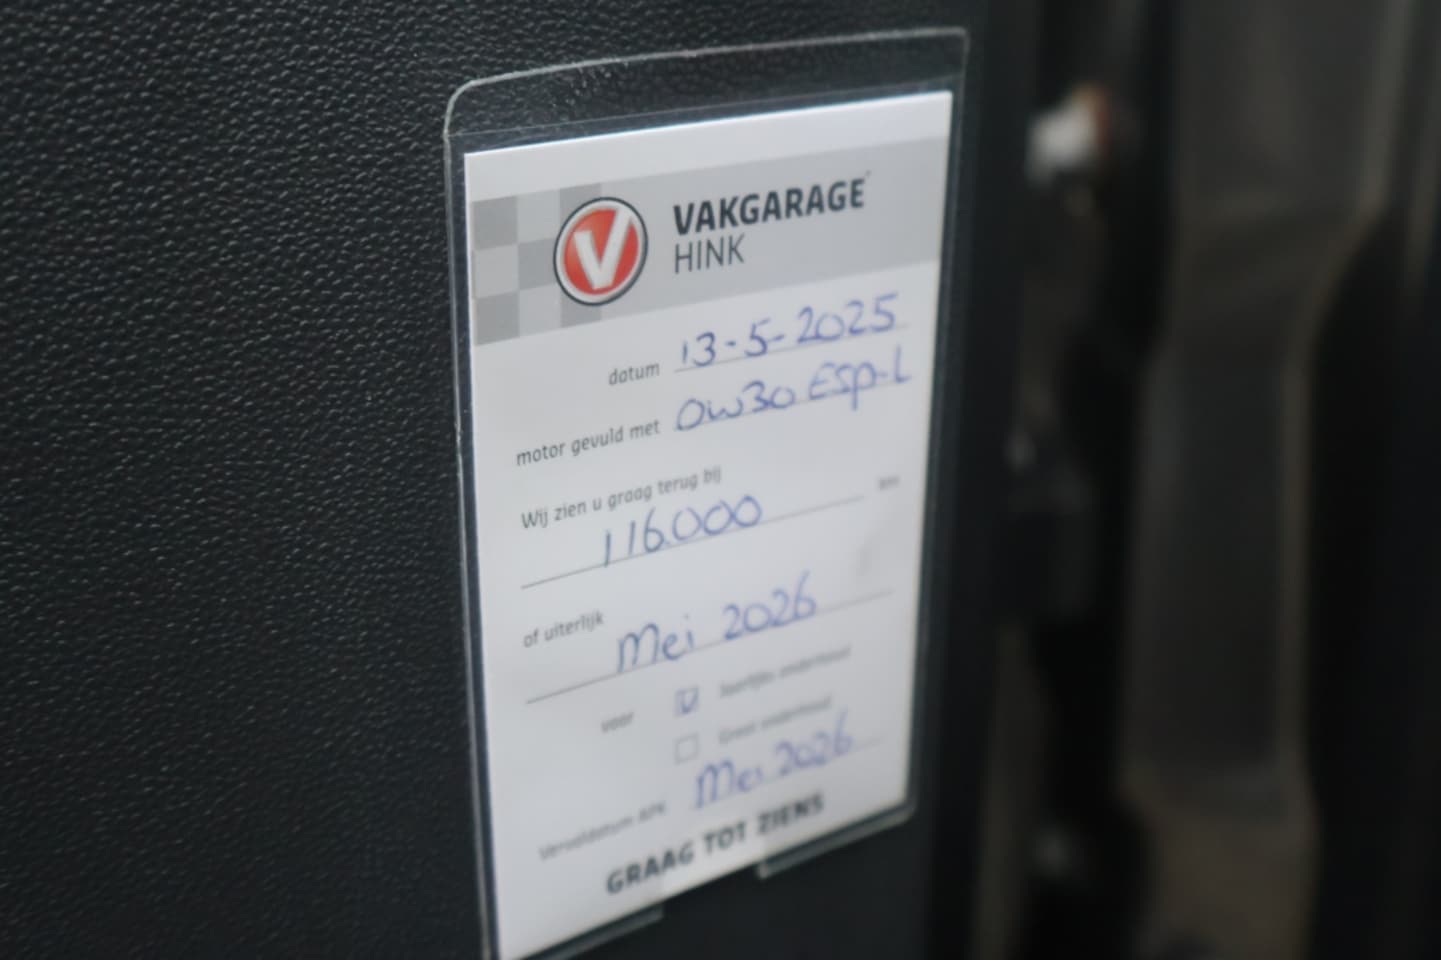 V
VAKGARAGE
HINK
datum 13-5-2025
motor gevuld met 0W30 ESP-L
Wij zien u graag terug bij
116.000 km
of uiterlijk
Mei 2026
voor
Jaarlijks onderhoud
Groot onderhoud
Vervaldatum APK Mei 2026
GRAAG TOT ZIENS